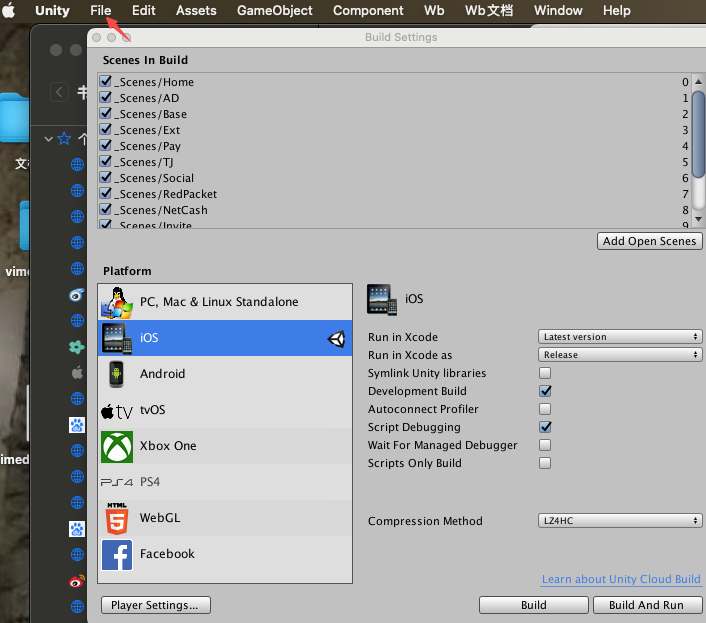 Unity File Edit Assets GameObject Component Wb Wb文档 Window Help
Build Settings
Scenes In Build
_Scenes/Home 0
_Scenes/AD 1
_Scenes/Base 2
_Scenes/Ext 3
_Scenes/Pay 4
_Scenes/TJ 5
_Scenes/Social 6
_Scenes/RedPacket 7
_Scenes/NetCash 8
_Scenes/Invite 9
Add Open Scenes
Platform
PC, Mac & Linux Standalone
iOS
Android
tv
tvOS
Xbox One
PS4
HTML
5
WebGL
Facebook
iOS
Run in Xcode Latest version
Run in Xcode as Release
Symlink Unity libraries
Development Build
Autoconnect Profiler
Script Debugging
Wait For Managed Debugger
Scripts Only Build
Compression Method LZ4HC
Learn about Unity Cloud Build
Player Settings... Build Build And Run